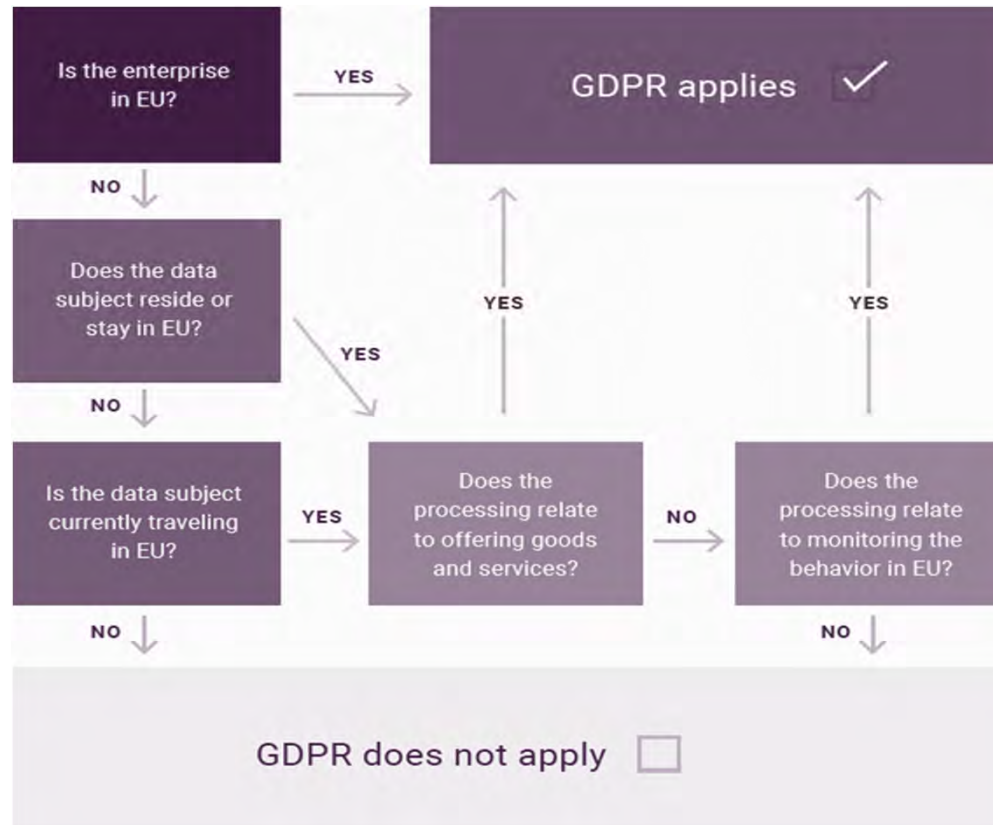 Is the enterprise
in EU?
YES
GDPR applies
NO
Does the data
subject reside or
stay in EU?
YES
YES
YES
NO
Is the data subject
currently traveling
in EU?
YES
Does the
processing relate
to offering goods
and services?
NO
Does the
processing relate
to monitoring the
behavior in EU?
NO
NO
GDPR does not apply